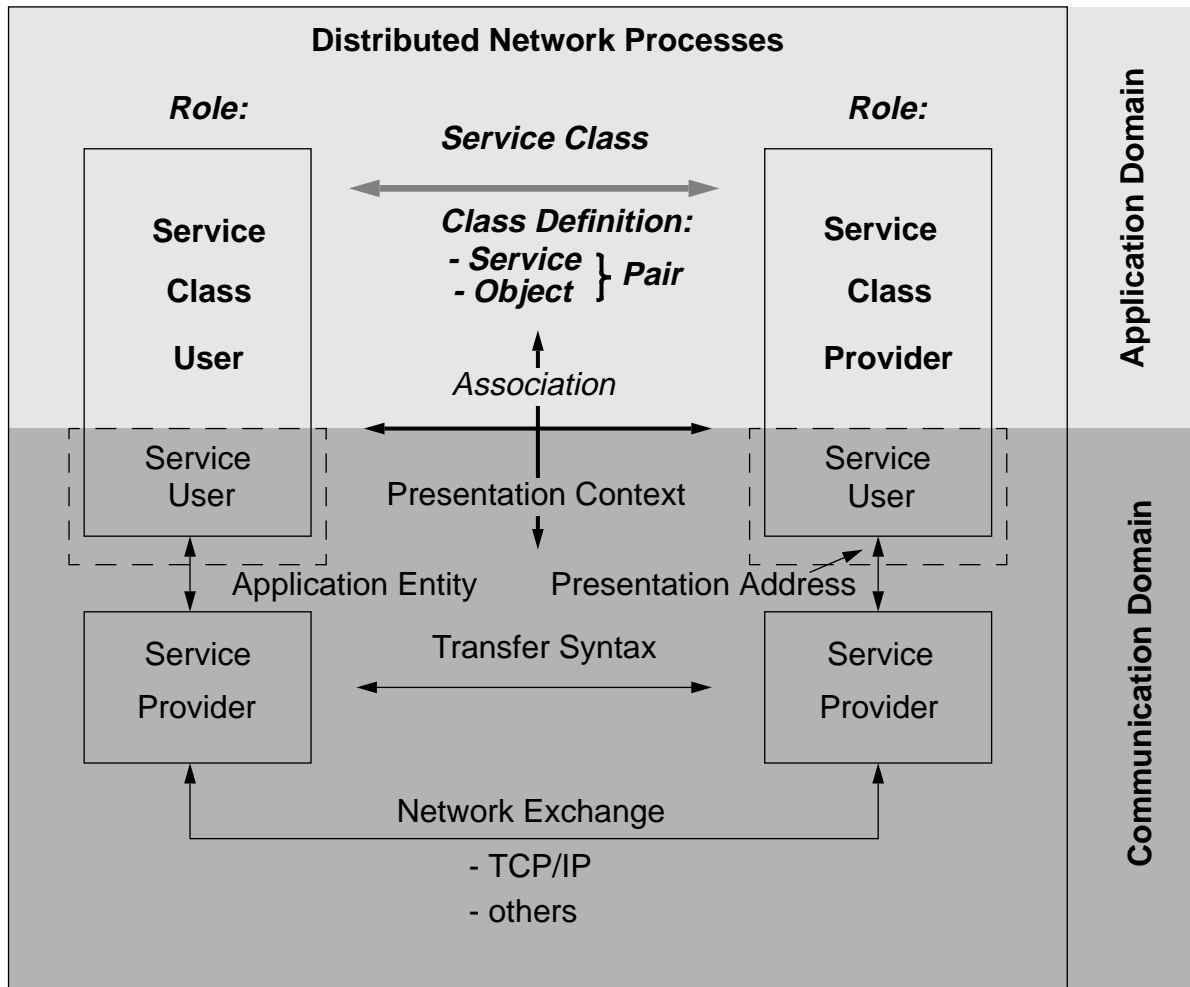 Distributed Network Processes
Role:
Role:
Service Class
Class Definition:
- Service
- Object
} Pair
Service
Class
User
Service
Class
Provider
Association
Service
User
Service
User
Presentation Context
Application Entity
Presentation Address
Service
Provider
Transfer Syntax
Service
Provider
Network Exchange
- TCP/IP
- others
Application Domain
Communication Domain